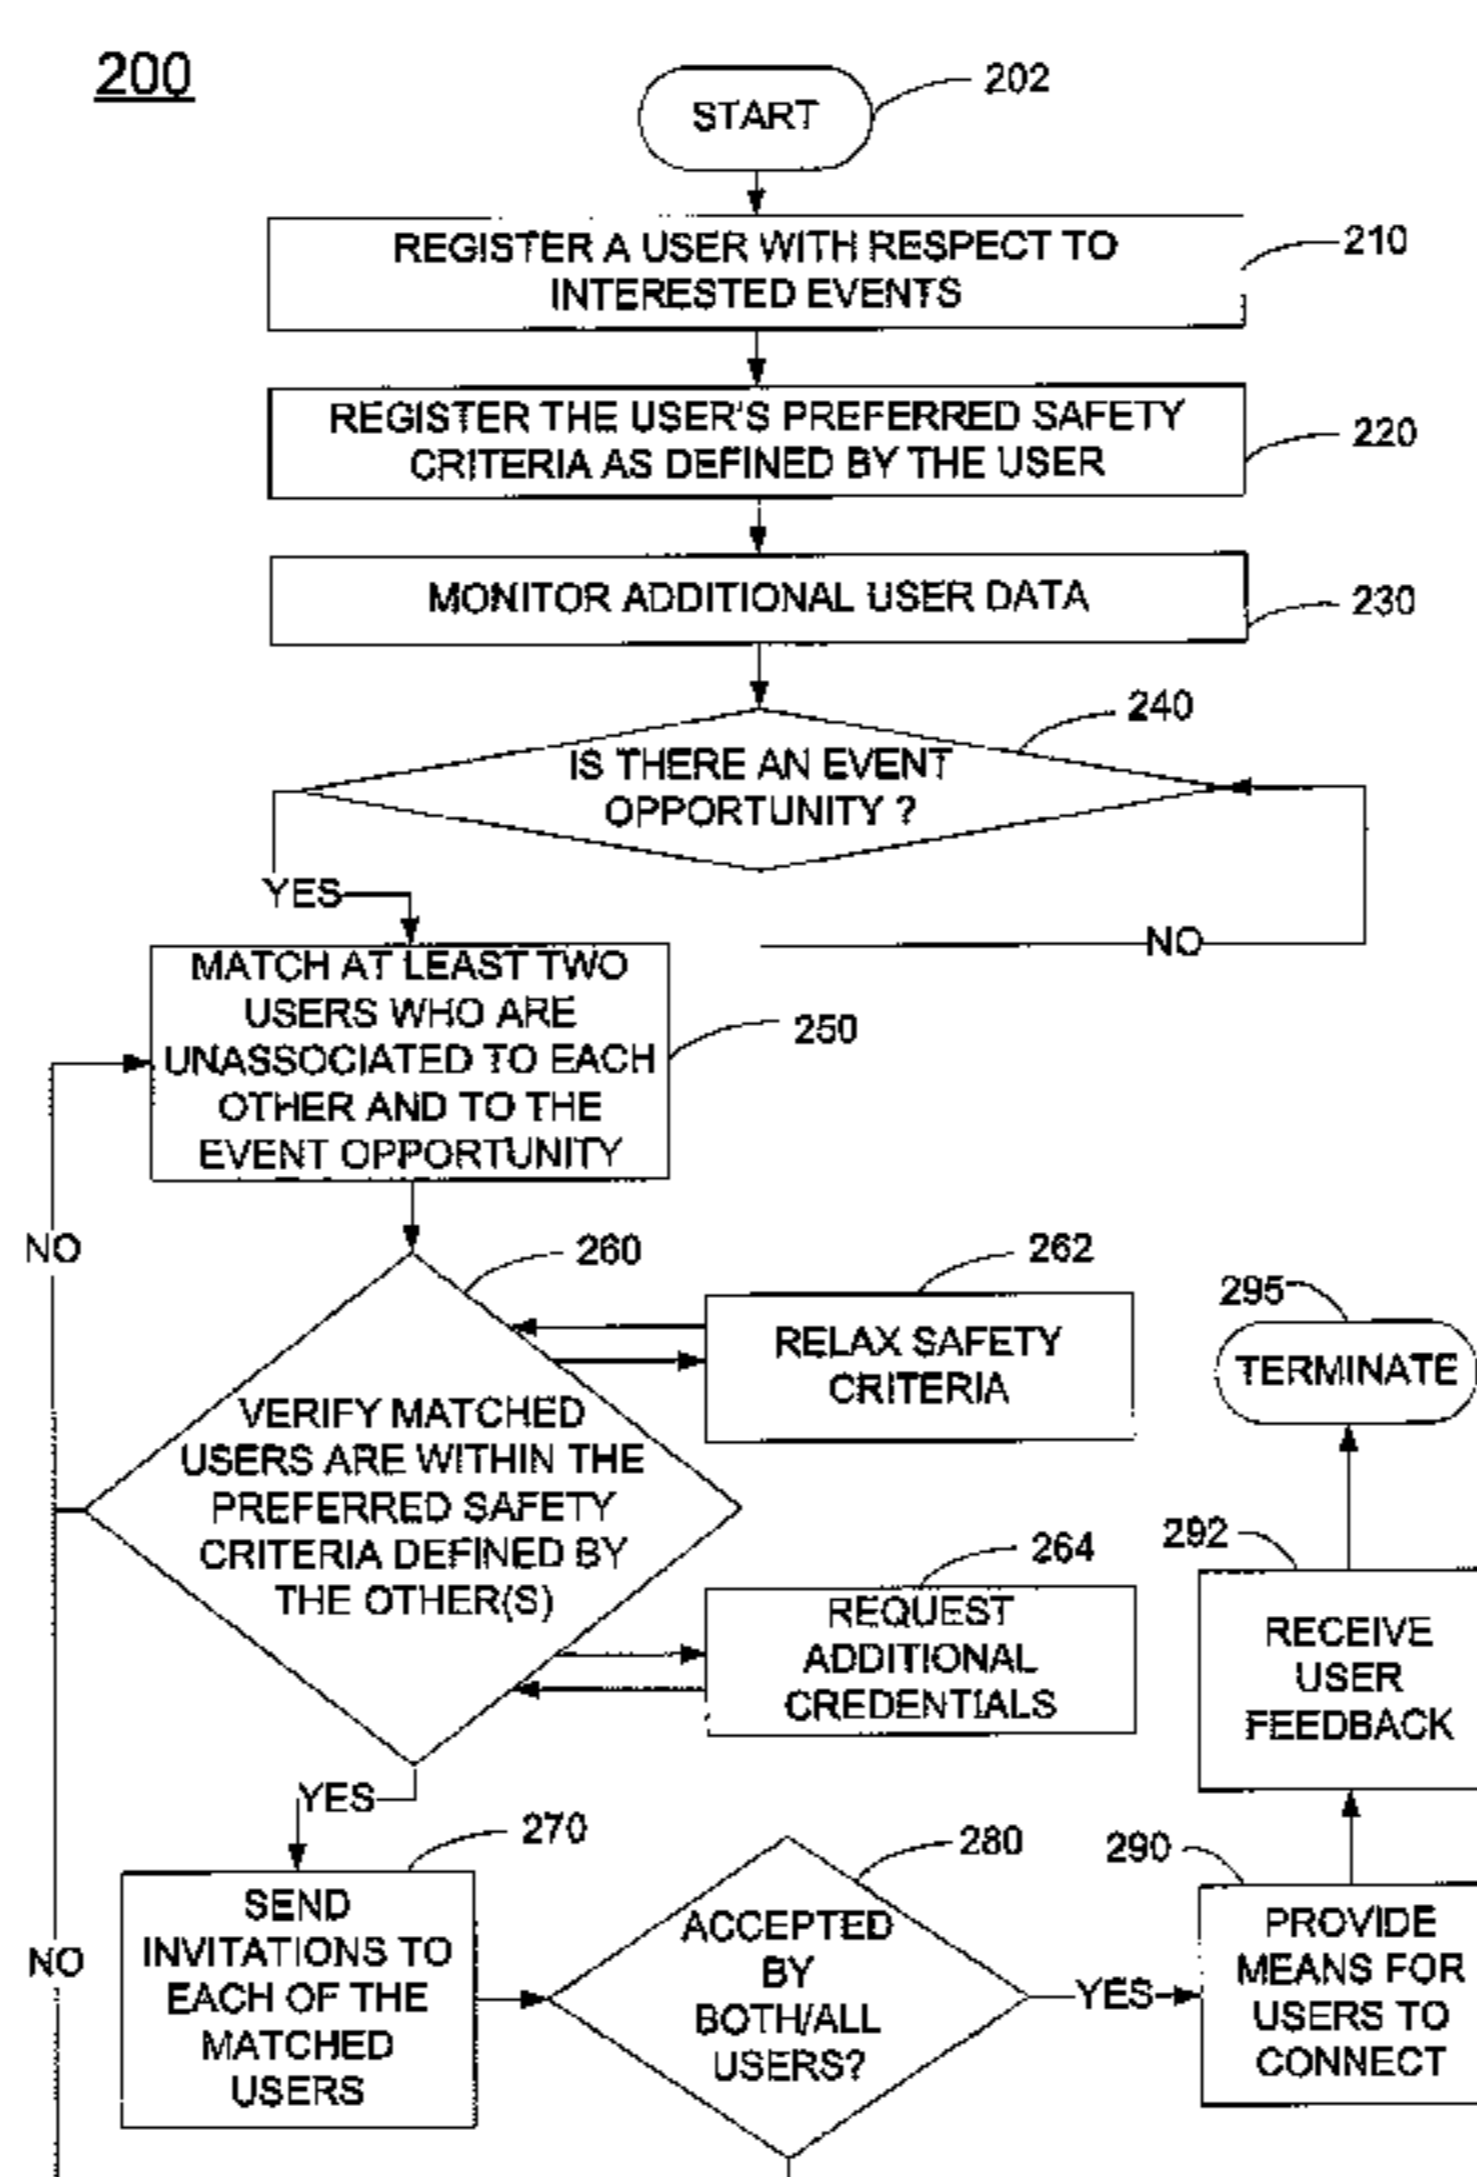 200
START
202
REGISTER A USER WITH RESPECT TO
INTERESTED EVENTS
210
REGISTER THE USER'S PREFERRED SAFETY
CRITERIA AS DEFINED BY THE USER
220
MONITOR ADDITIONAL USER DATA
230
240
IS THERE AN EVENT
OPPORTUNITY ?
YES
NO
MATCH AT LEAST TWO
USERS WHO ARE
UNASSOCIATED TO EACH
OTHER AND TO THE
EVENT OPPORTUNITY
250
NO
260
VERIFY MATCHED
USERS ARE WITHIN THE
PREFERRED SAFETY
CRITERIA DEFINED BY
THE OTHER(S)
262
RELAX SAFETY
CRITERIA
264
REQUEST
ADDITIONAL
CREDENTIALS
295
TERMINATE
292
RECEIVE
USER
FEEDBACK
YES
270
SEND
INVITATIONS TO
EACH OF THE
MATCHED
USERS
NO
280
ACCEPTED
BY
BOTH/ALL
USERS?
YES
290
PROVIDE
MEANS FOR
USERS TO
CONNECT